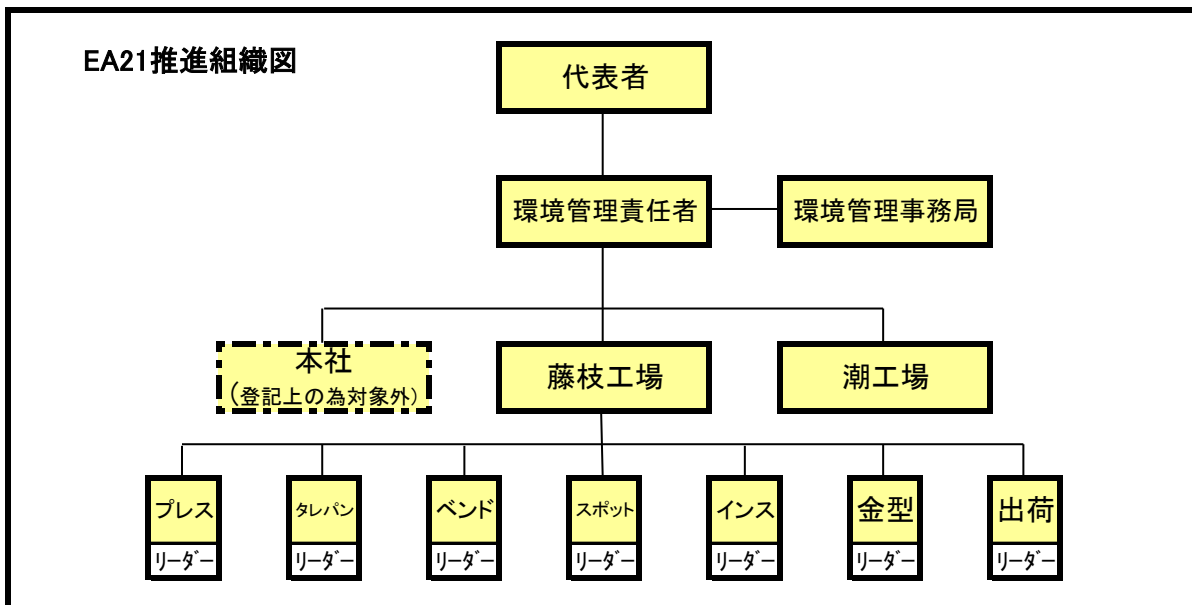 EA21推進組織図
代表者
環境管理責任者
環境管理事務局
本社
(登記上の為対象外)
藤枝工場
潮工場
プレス
リーダー
タレパン
リーダー
ベンド
リーダー
スポット
リーダー
インス
リーダー
金型
リーダー
出荷
リーダー